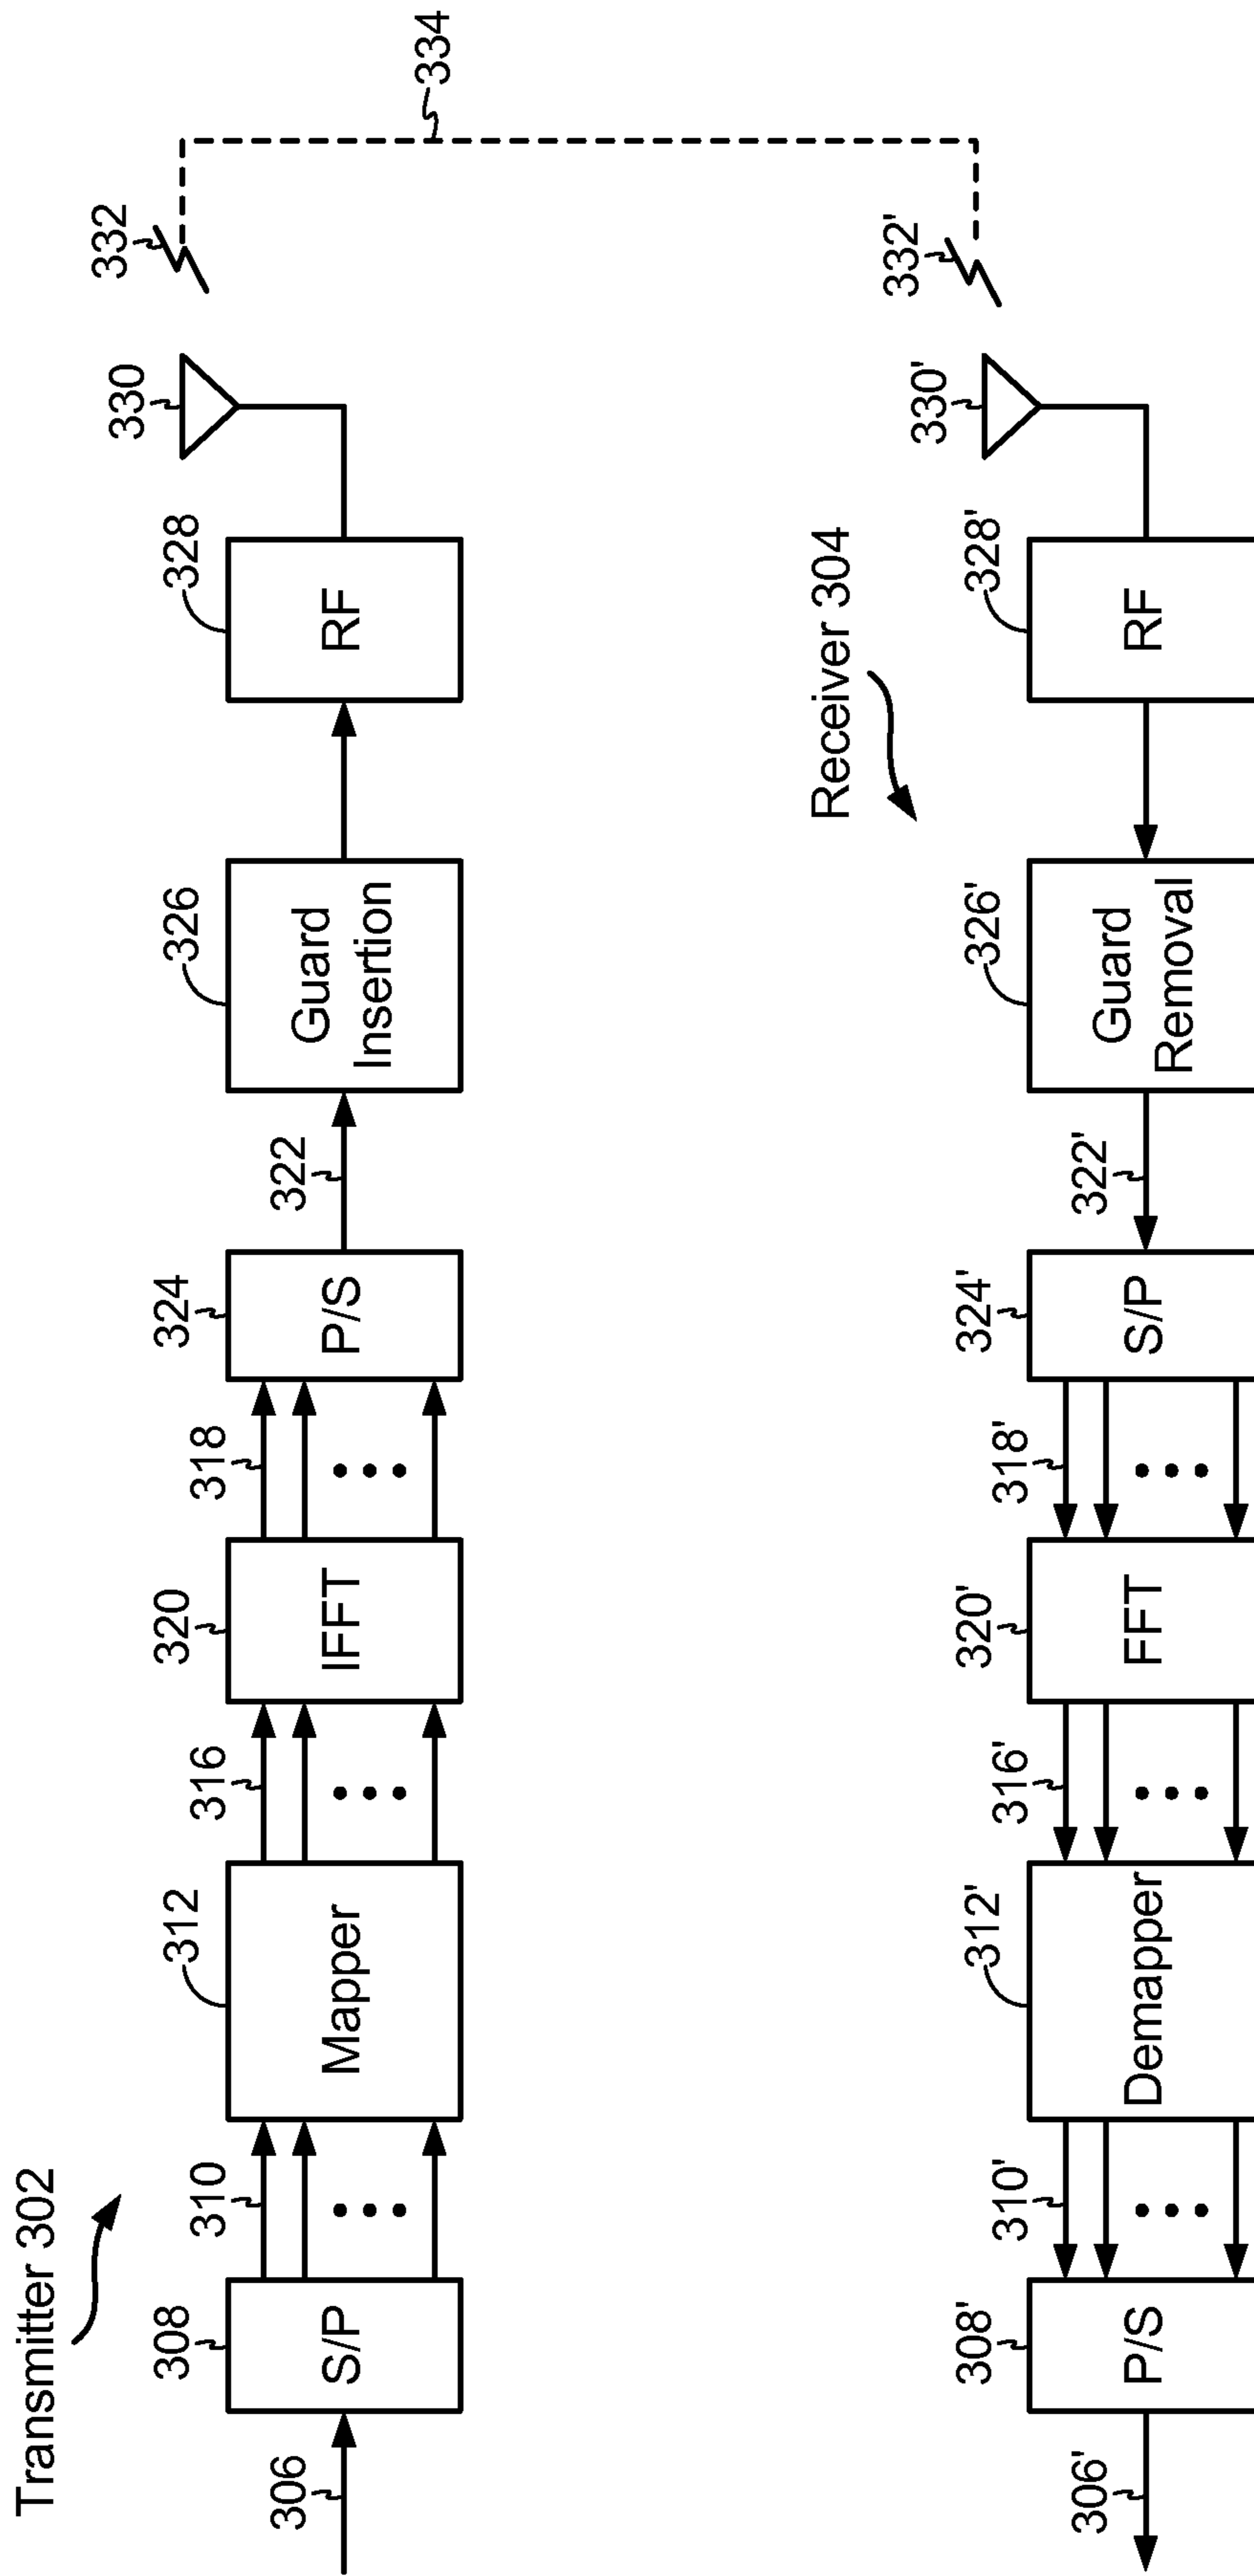 Transmitter 302
306
308
S/P
310
312
Mapper
316
320
IFFT
318
324
P/S
322
326
Guard
Insertion
328
RF
330
332
334
Receiver 304
306'
308'
P/S
310'
312'
Demapper
316'
320'
FFT
318'
324'
S/P
322'
326'
Guard
Removal
328'
RF
330'
332'